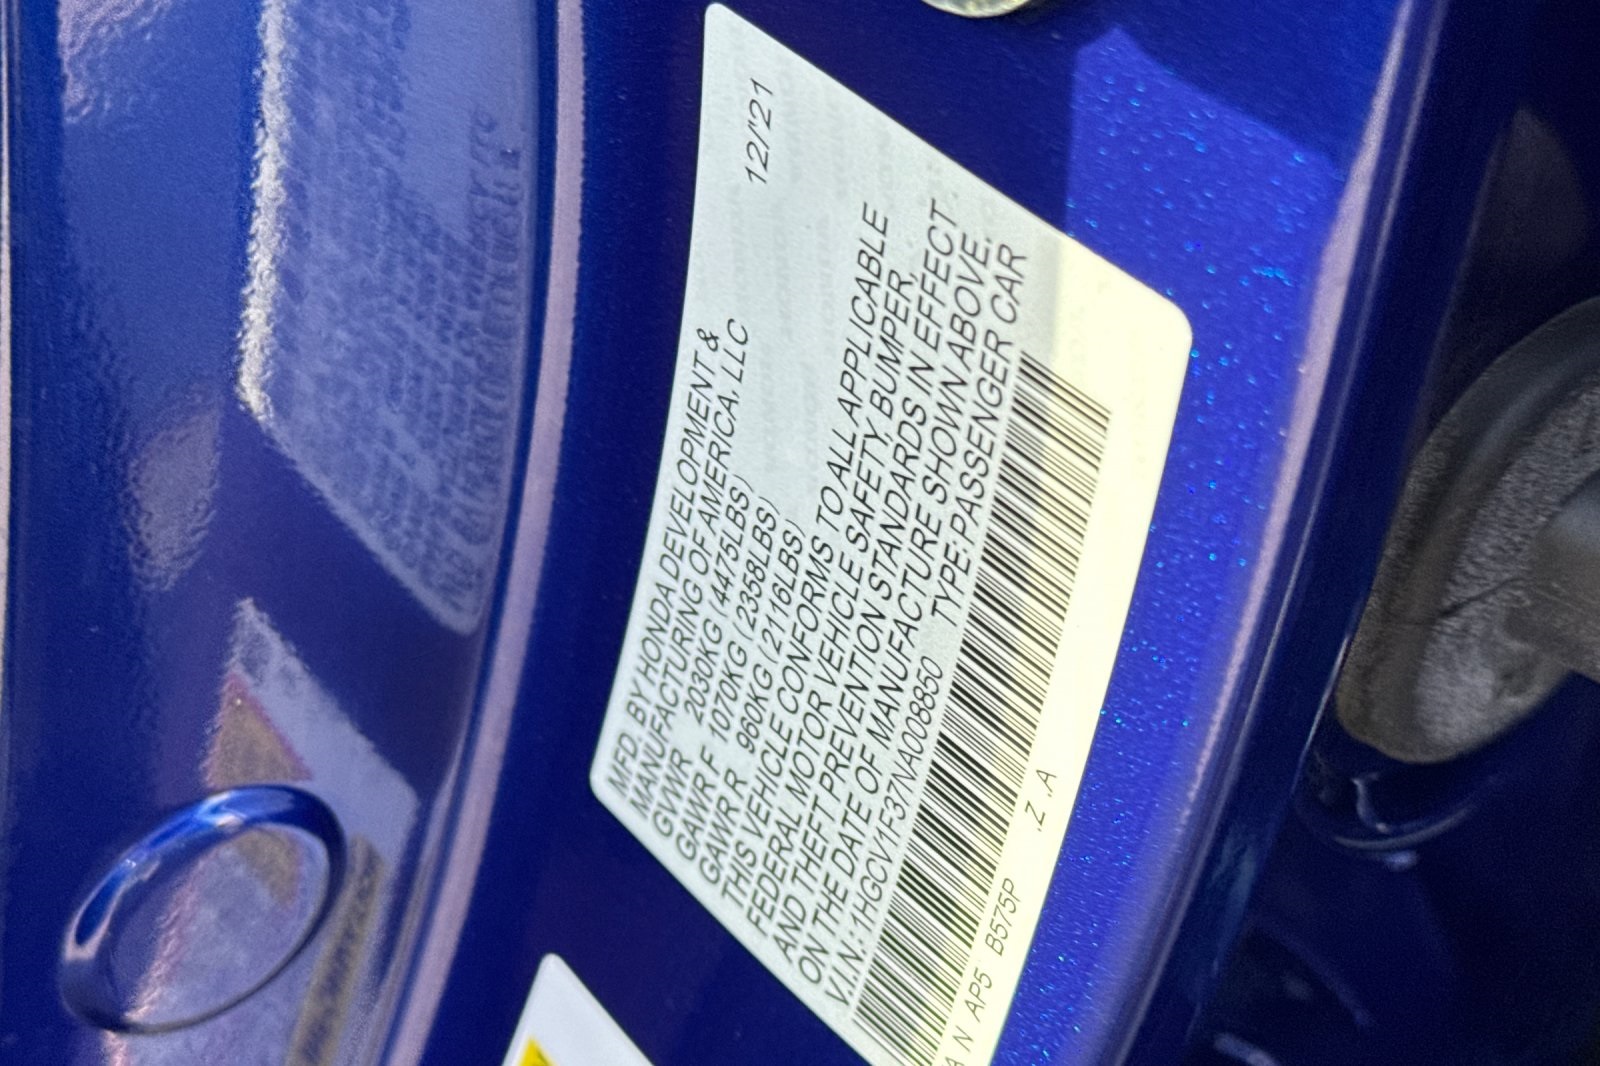 MFD. BY HONDA DEVELOPMENT &
MANUFACTURING OF AMERICA, LLC 12/'21
GVWR 2030KG (4475LBS)
GAWR F 1070KG (2358LBS)
GAWR R 960KG (2116LBS)
THIS VEHICLE CONFORMS TO ALL APPLICABLE
FEDERAL MOTOR VEHICLE SAFETY, BUMPER,
AND THEFT PREVENTION STANDARDS IN EFFECT
ON THE DATE OF MANUFACTURE SHOWN ABOVE.
V.I.N.: 1HGCV1F37NA008850 TYPE: PASSENGER CAR
A N AP5 B575P .Z .A